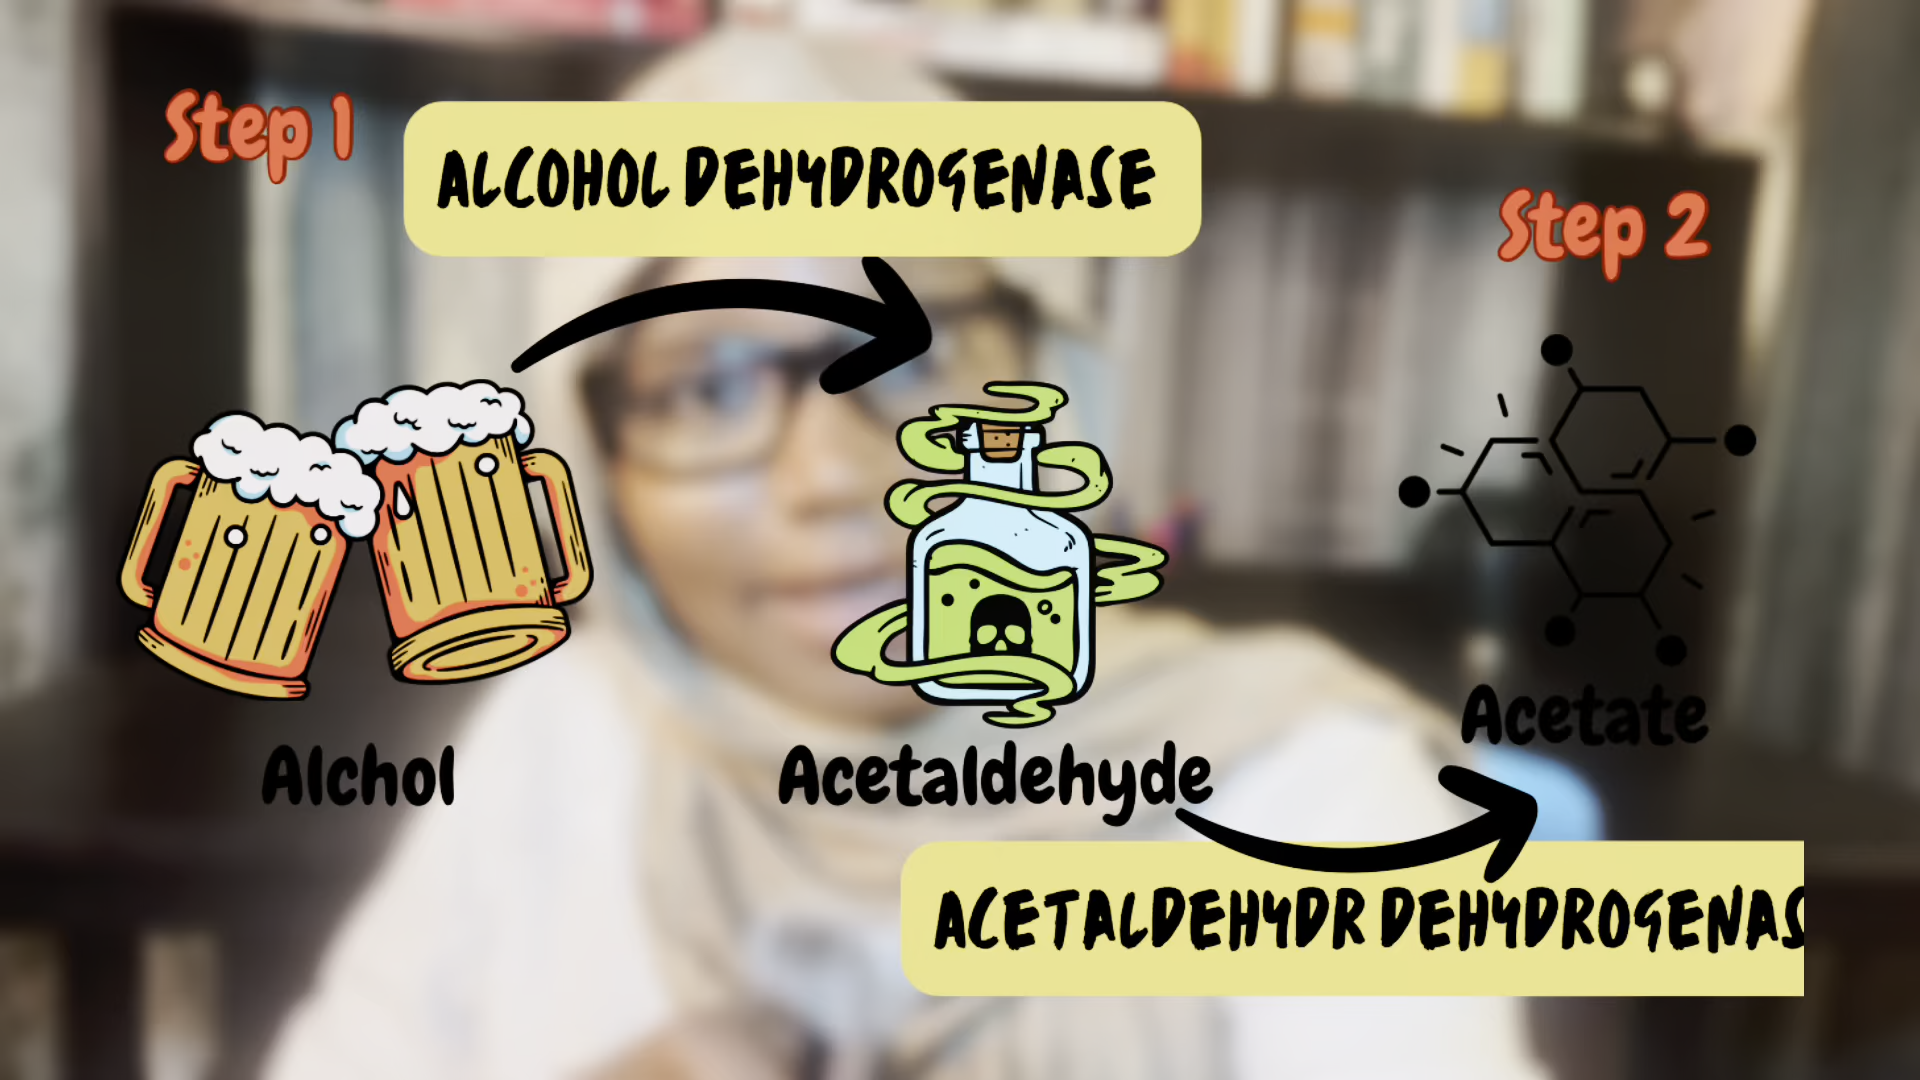 Step 1
ALCOHOL DEHYDROGENASE
Step 2
Acetate
Alchol
Acetaldehyde
ACETALDEHYDR DEHYDROGENAS